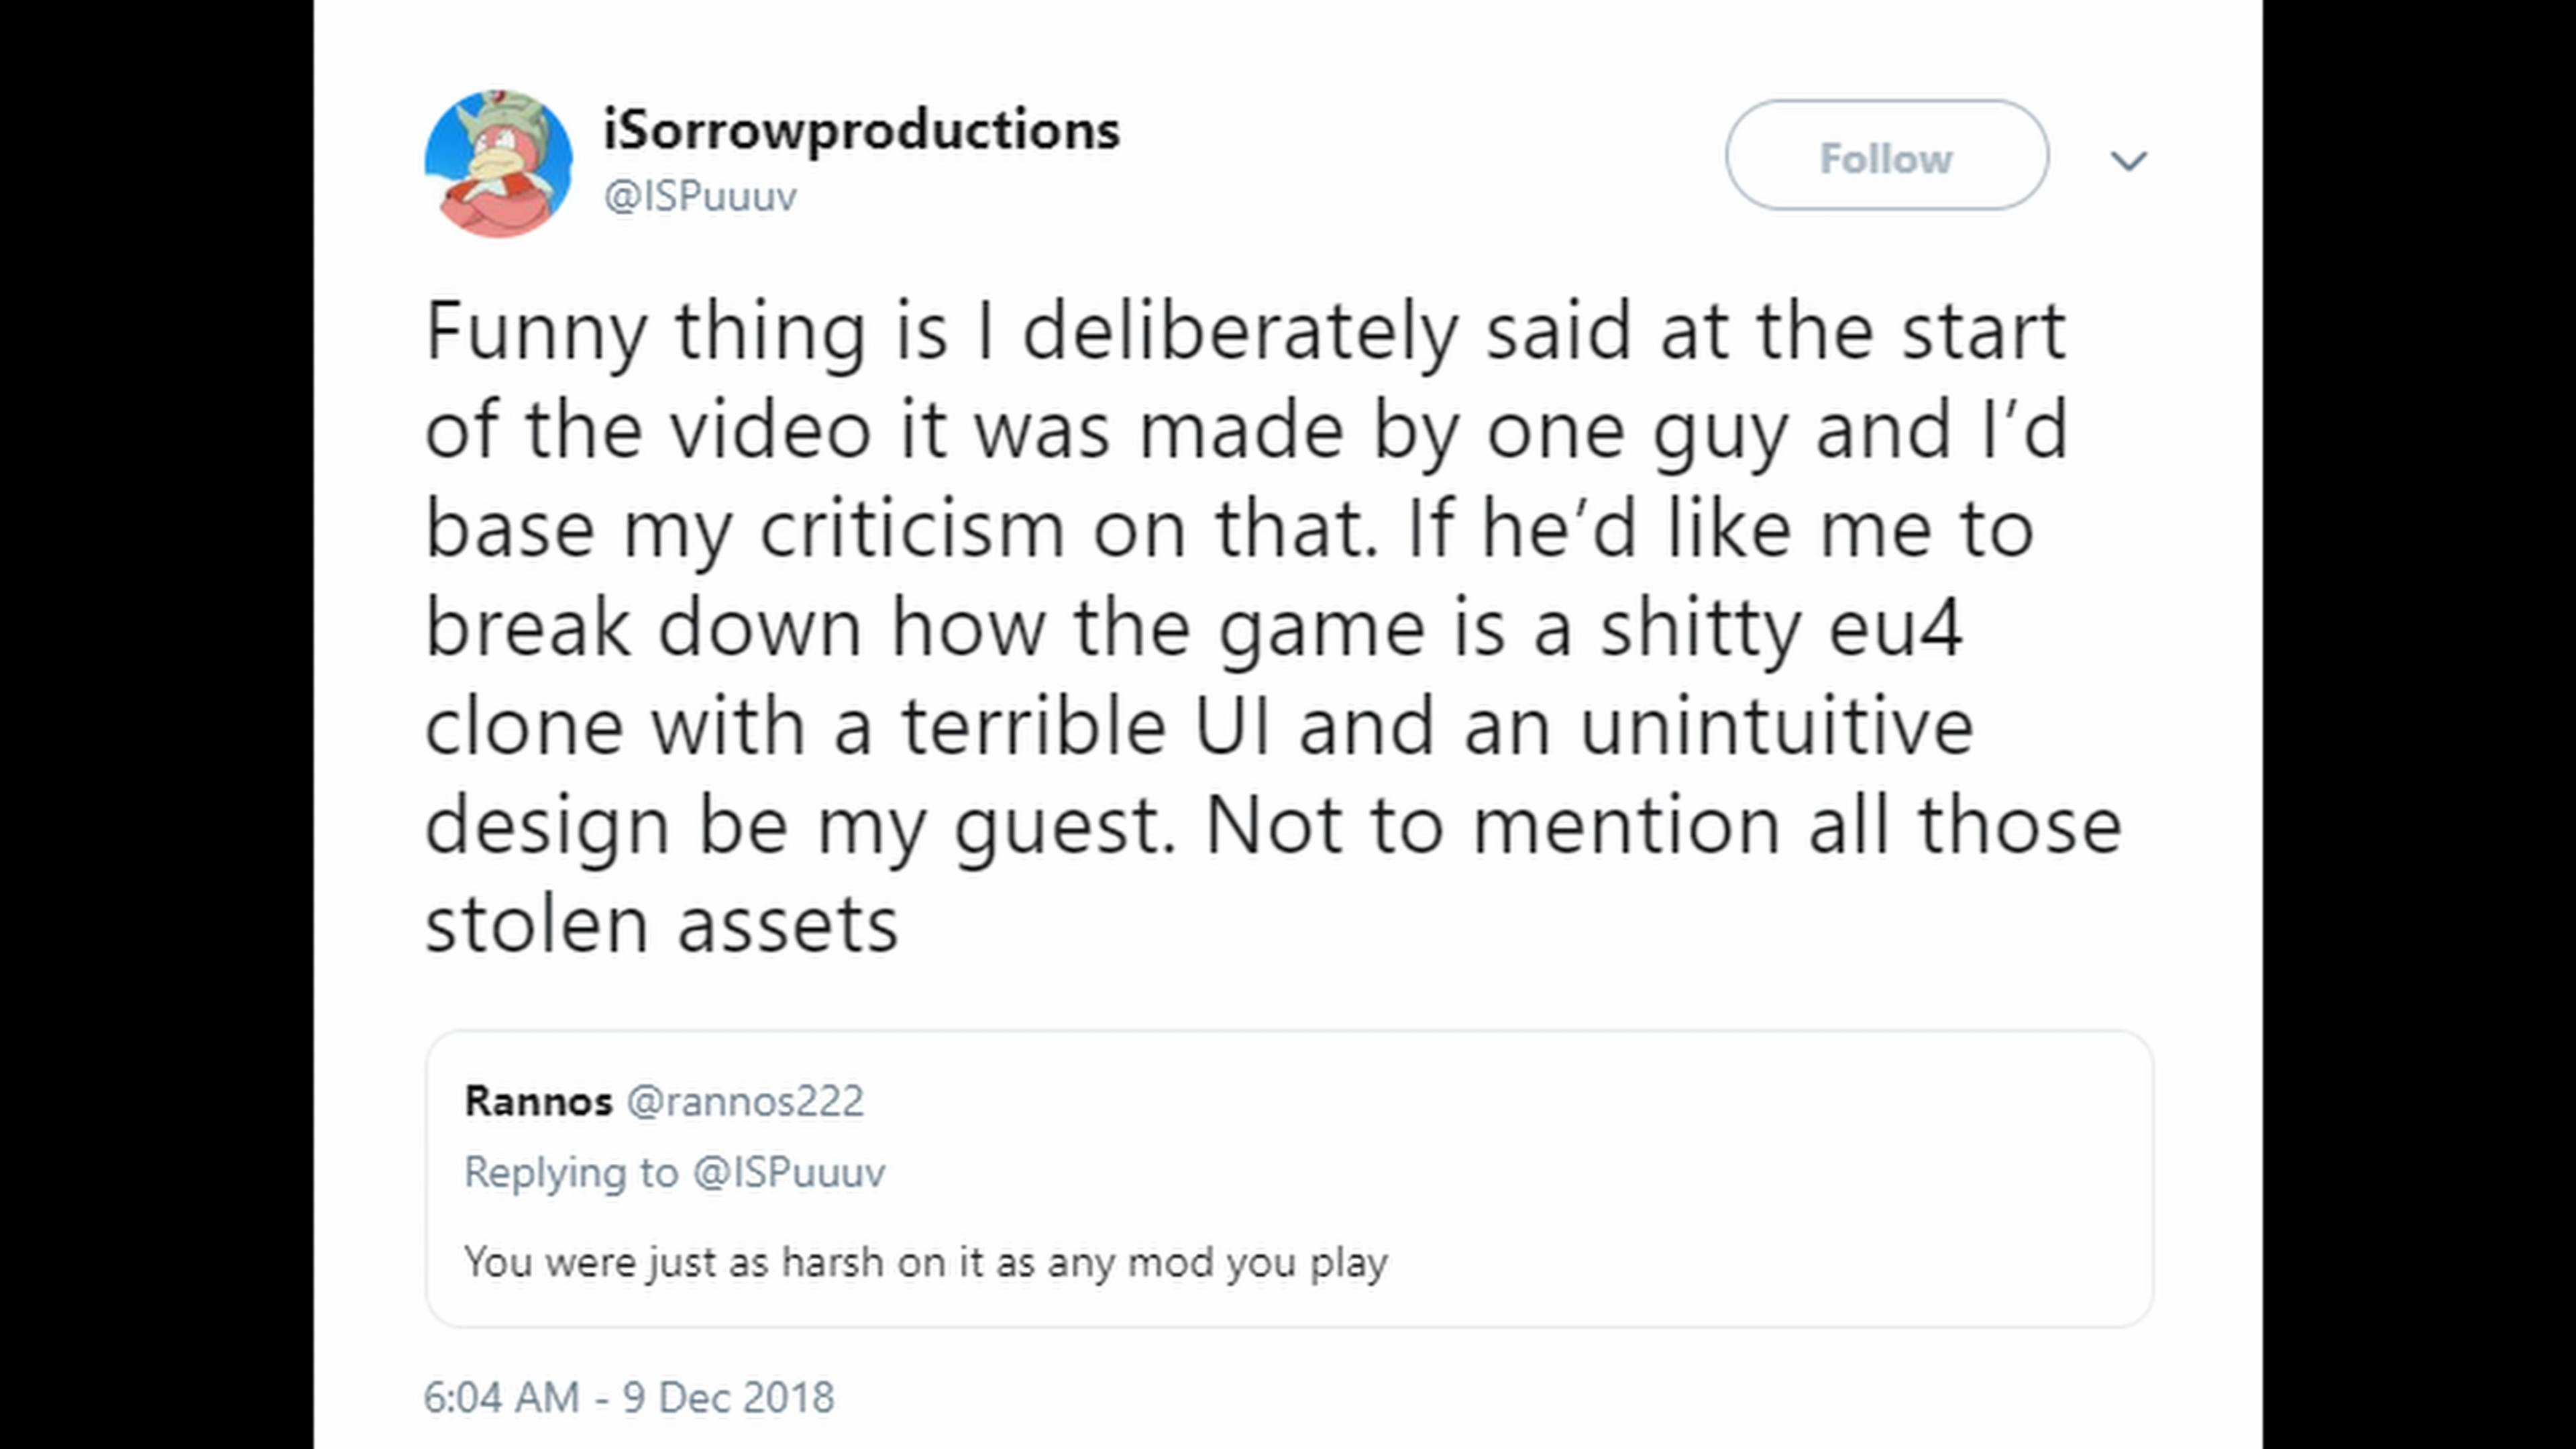 iSorrowproductions
@ISPuuuv
Follow
Funny thing is I deliberately said at the start
of the video it was made by one guy and I’d
base my criticism on that. If he’d like me to
break down how the game is a shitty eu4
clone with a terrible UI and an unintuitive
design be my guest. Not to mention all those
stolen assets
Rannos @rannos222
Replying to @ISPuuuv
You were just as harsh on it as any mod you play
6:04 AM - 9 Dec 2018